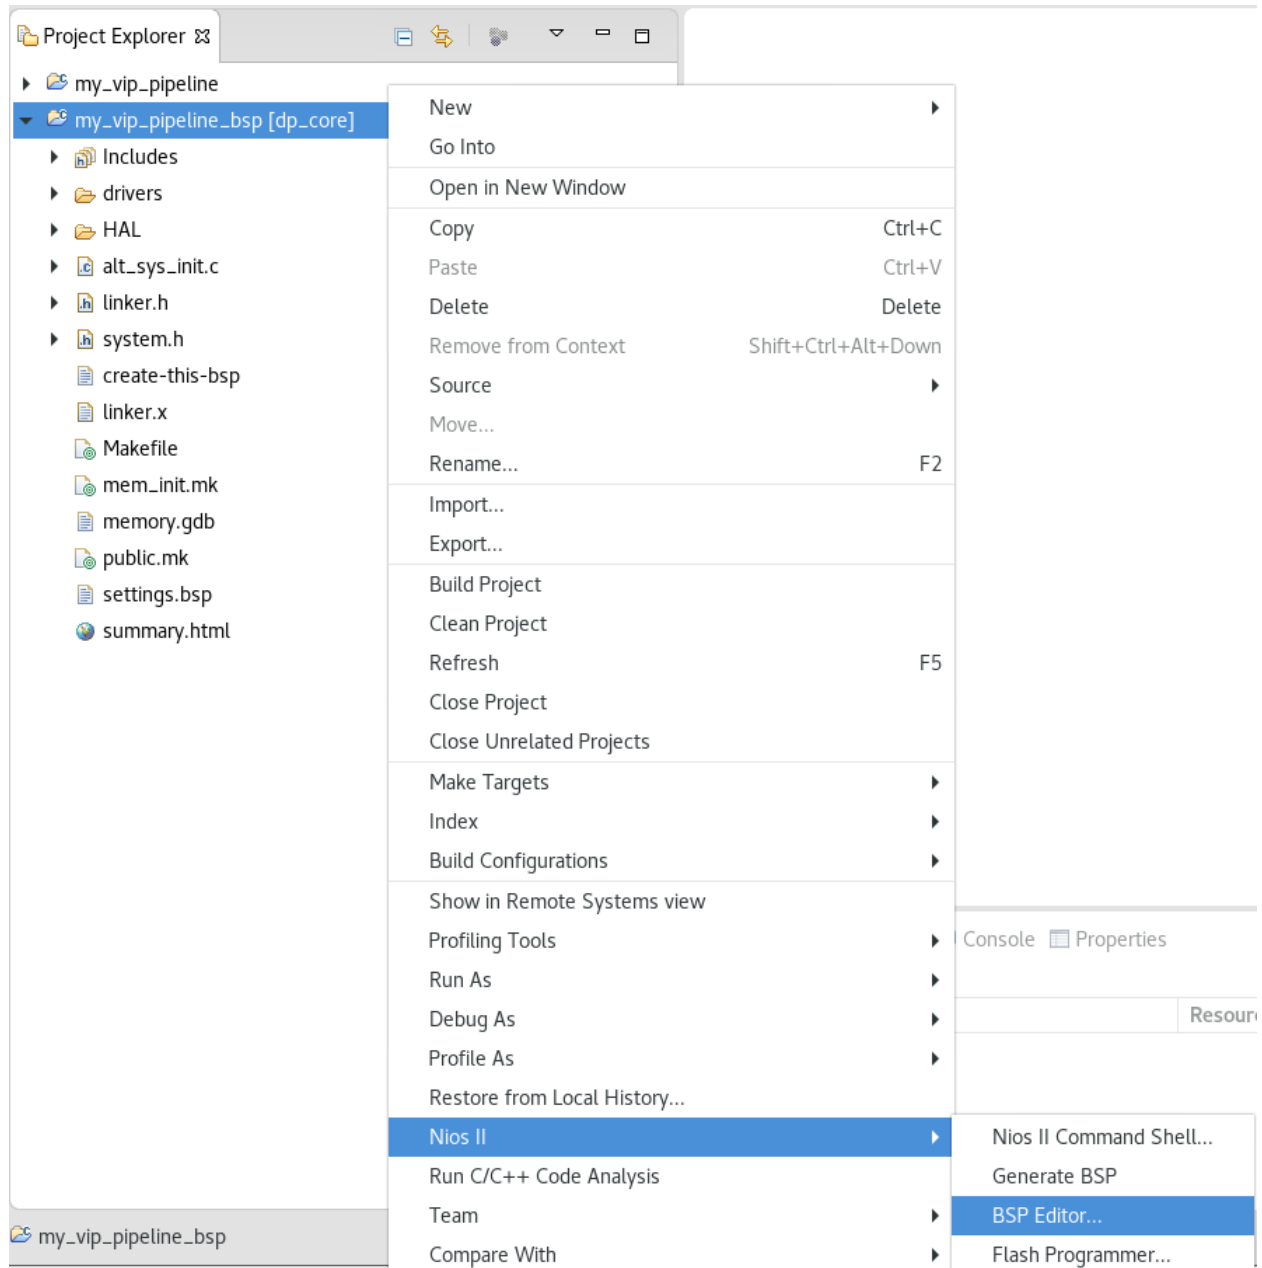 Project Explorer
my_vip_pipeline
my_vip_pipeline_bsp [dp_core]
Includes
drivers
HAL
alt_sys_init.c
linker.h
system.h
create-this-bsp
linker.x
Makefile
mem_init.mk
memory.gdb
public.mk
settings.bsp
summary.html
my_vip_pipeline_bsp
New
Go Into
Open in New Window
Copy Ctrl+C
Paste Ctrl+V
Delete Delete
Remove from Context Shift+Ctrl+Alt+Down
Source
Move...
Rename... F2
Import...
Export...
Build Project
Clean Project
Refresh F5
Close Project
Close Unrelated Projects
Make Targets
Index
Build Configurations
Show in Remote Systems view
Profiling Tools
Run As
Debug As
Profile As
Restore from Local History...
Nios II
Run C/C++ Code Analysis
Team
Compare With
Console Properties
Resour
Nios II Command Shell...
Generate BSP
BSP Editor...
Flash Programmer...